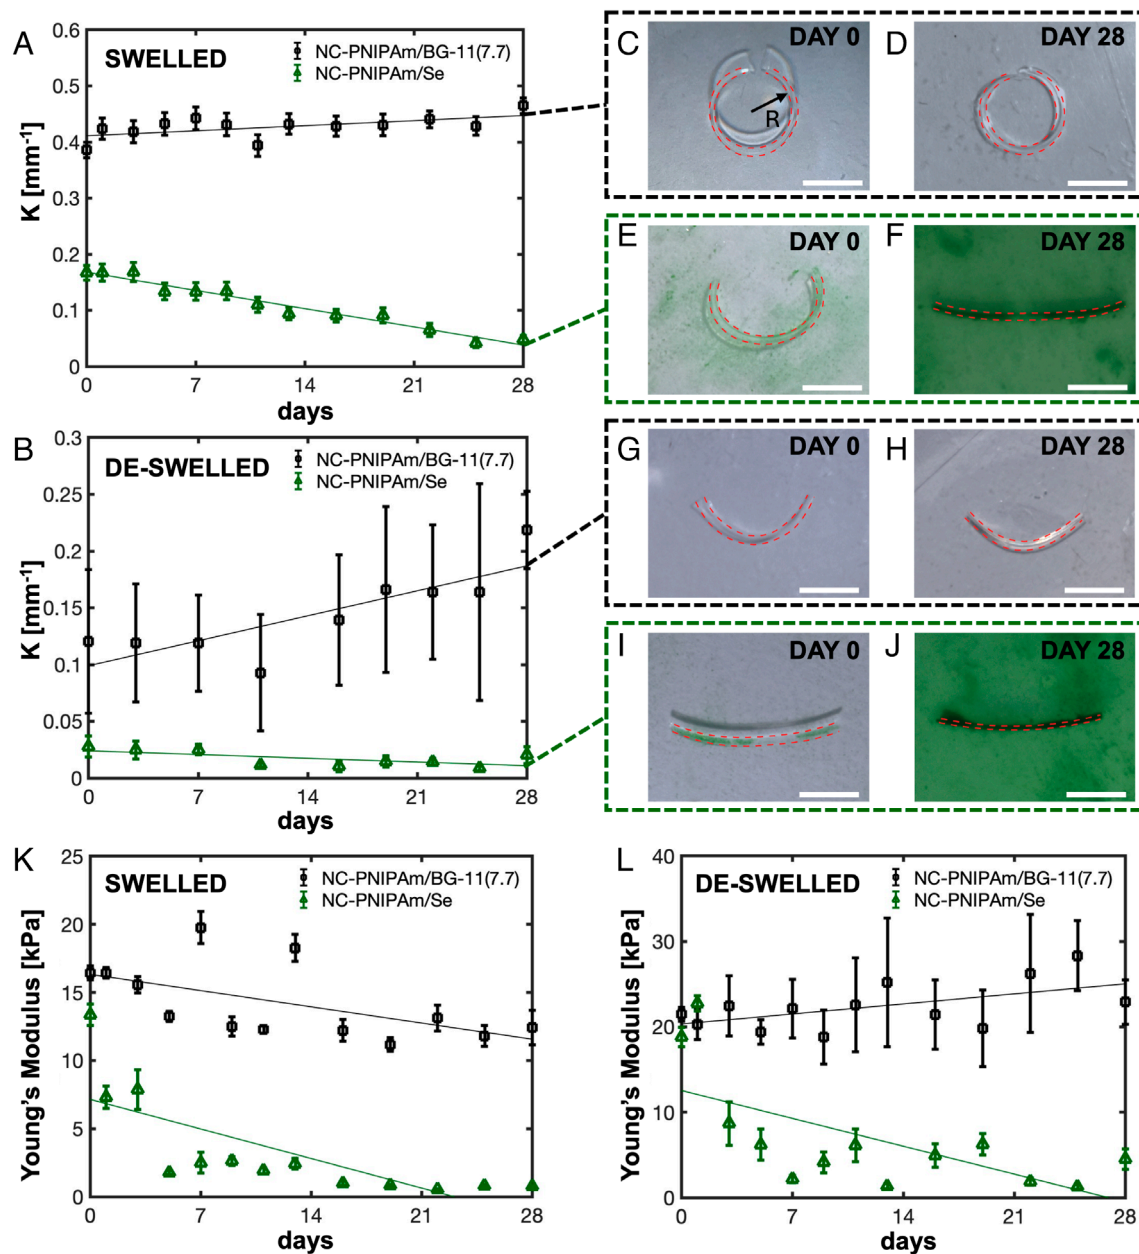 A
SWELLED
NC-PNIPAm/BG-11(7.7)
NC-PNIPAm/Se
K [mm⁻¹]
0.6
0.5
0.4
0.3
0.2
0.1
0
0 7 14 21 28
days
C DAY 0
R
D DAY 28
E DAY 0
F DAY 28
B
DE-SWELLED
NC-PNIPAm/BG-11(7.7)
NC-PNIPAm/Se
K [mm⁻¹]
0.3
0.25
0.2
0.15
0.1
0.05
0
0 7 14 21 28
days
G DAY 0
H DAY 28
I DAY 0
J DAY 28
K
SWELLED
NC-PNIPAm/BG-11(7.7)
NC-PNIPAm/Se
Young's Modulus [kPa]
25
20
15
10
5
0
0 7 14 21 28
days
L
DE-SWELLED
NC-PNIPAm/BG-11(7.7)
NC-PNIPAm/Se
Young's Modulus [kPa]
40
30
20
10
0
0 7 14 21 28
days